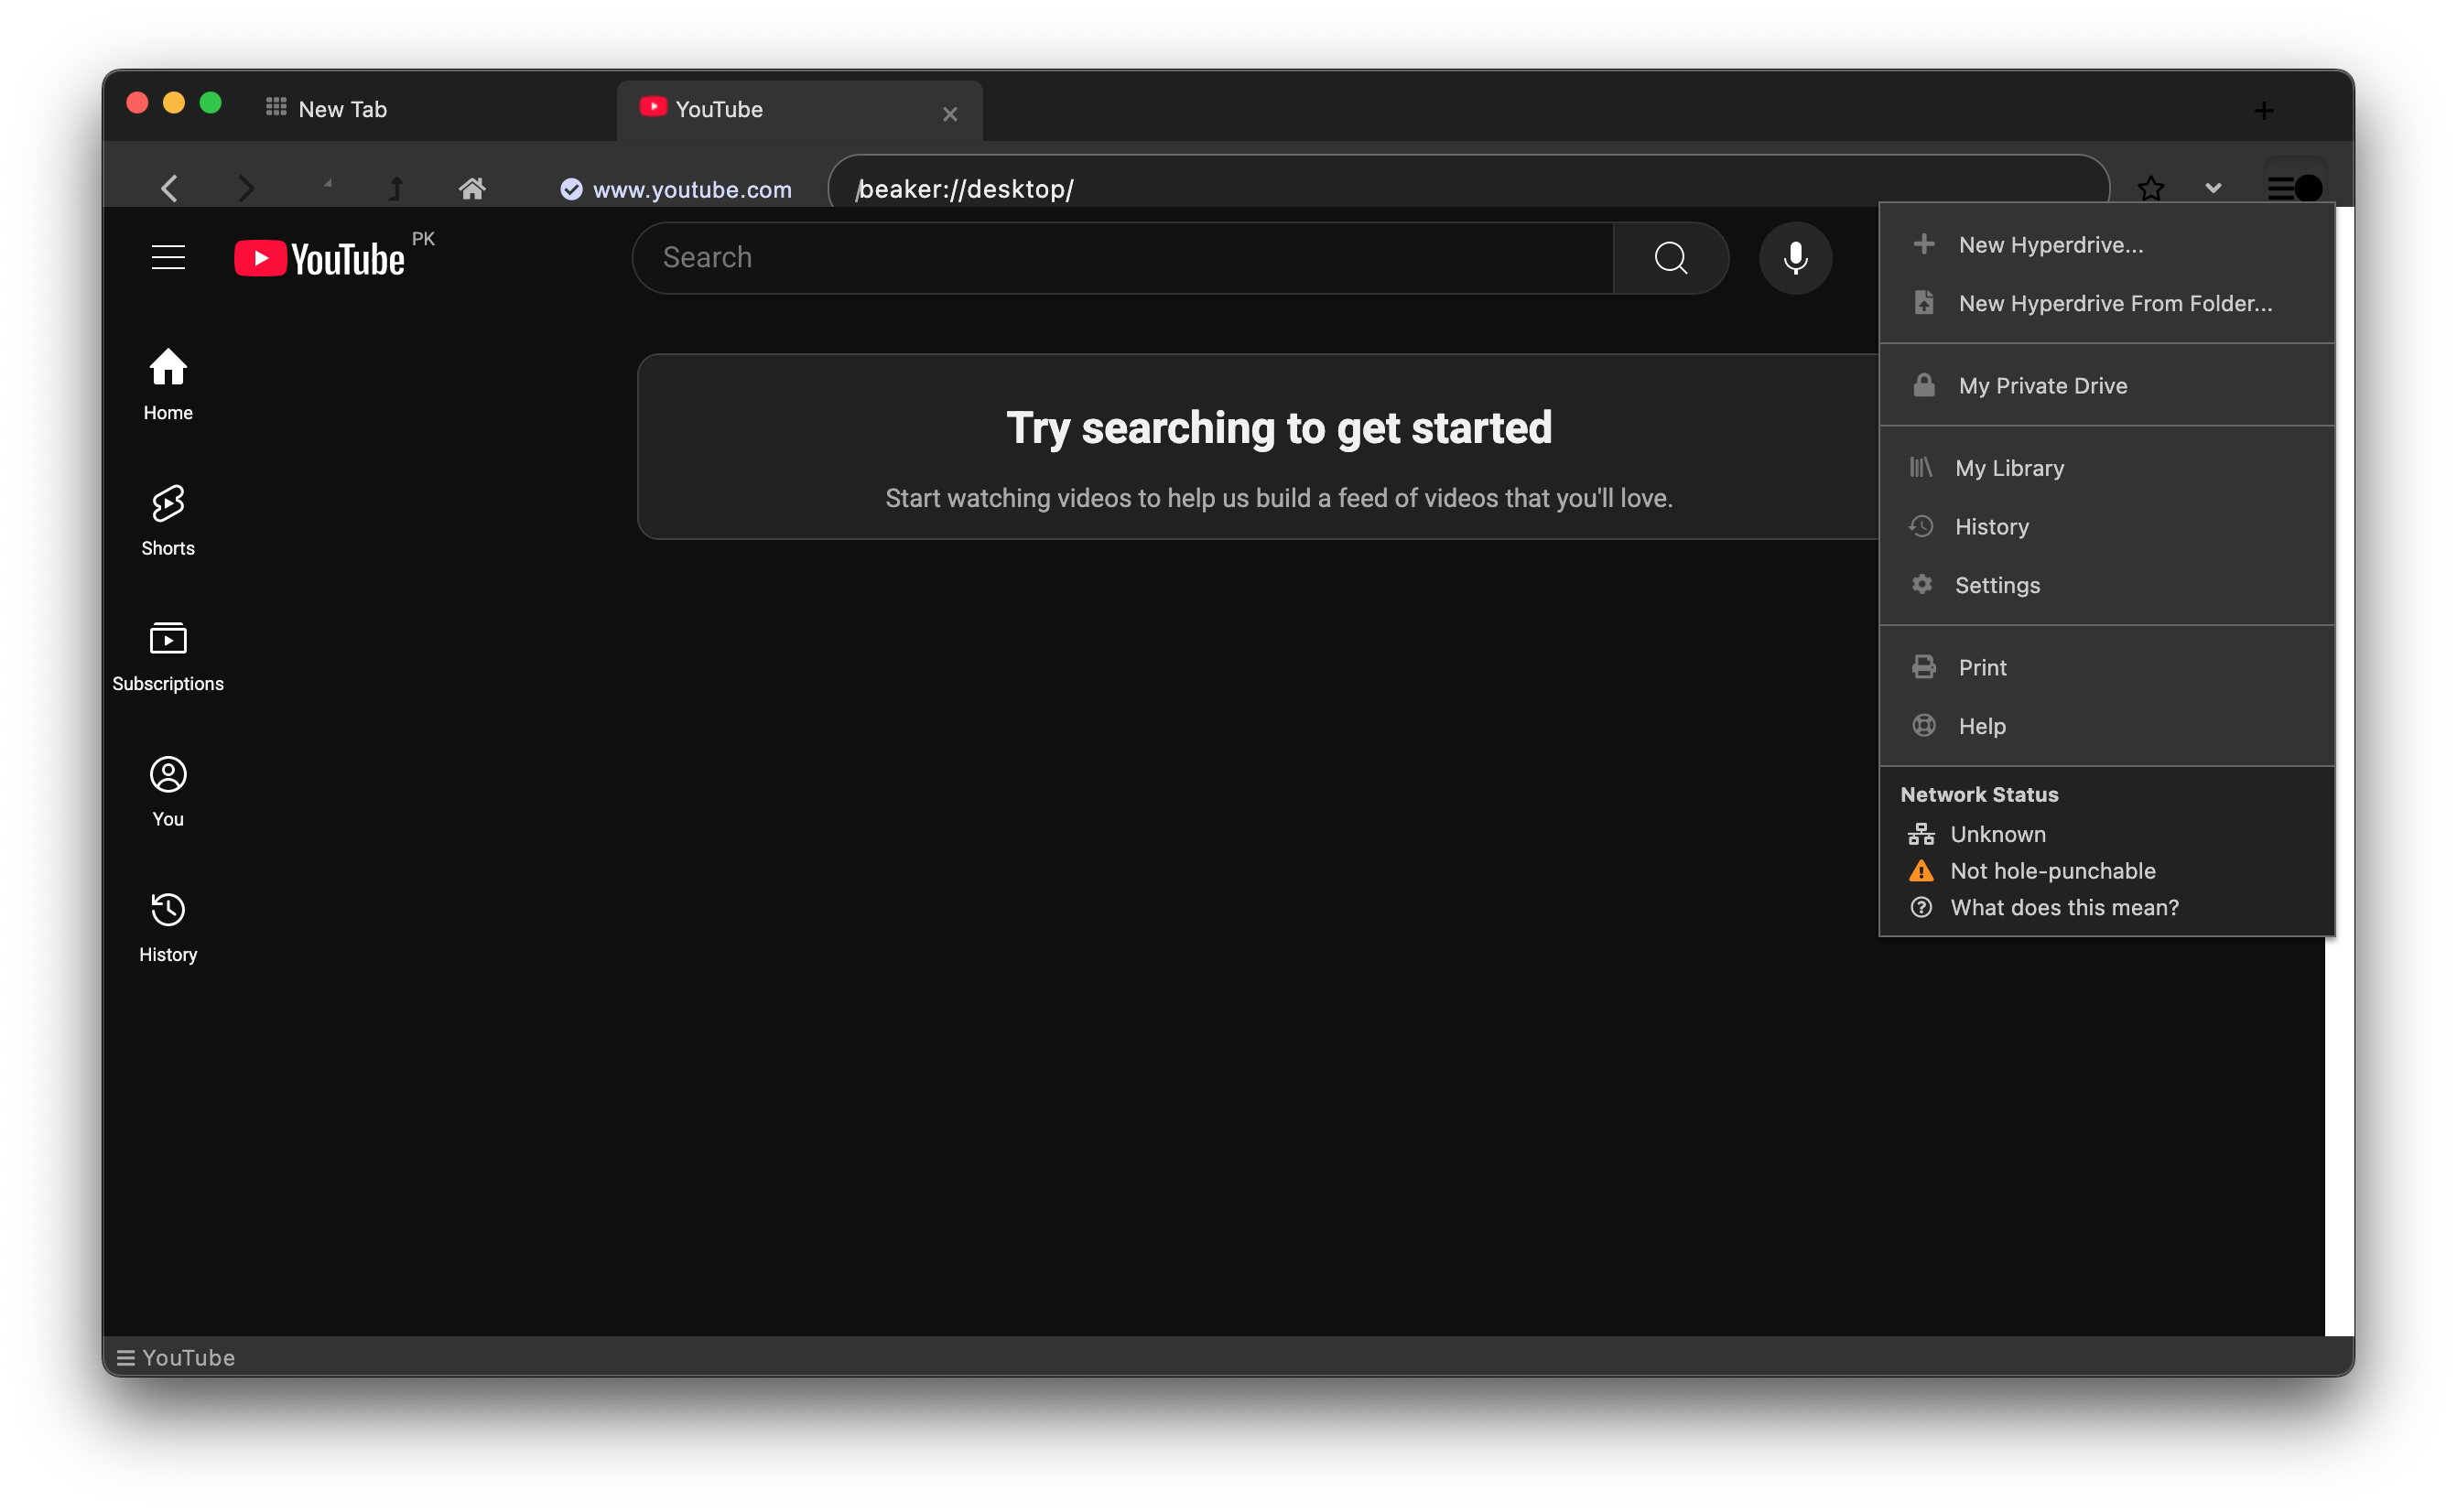 New Tab
YouTube
www.youtube.com
/beaker://desktop/
YouTube PK
Search
Home
Shorts
Subscriptions
You
History
Try searching to get started
Start watching videos to help us build a feed of videos that you'll love.
New Hyperdrive...
New Hyperdrive From Folder...
My Private Drive
My Library
History
Settings
Print
Help
Network Status
Unknown
Not hole-punchable
What does this mean?
YouTube